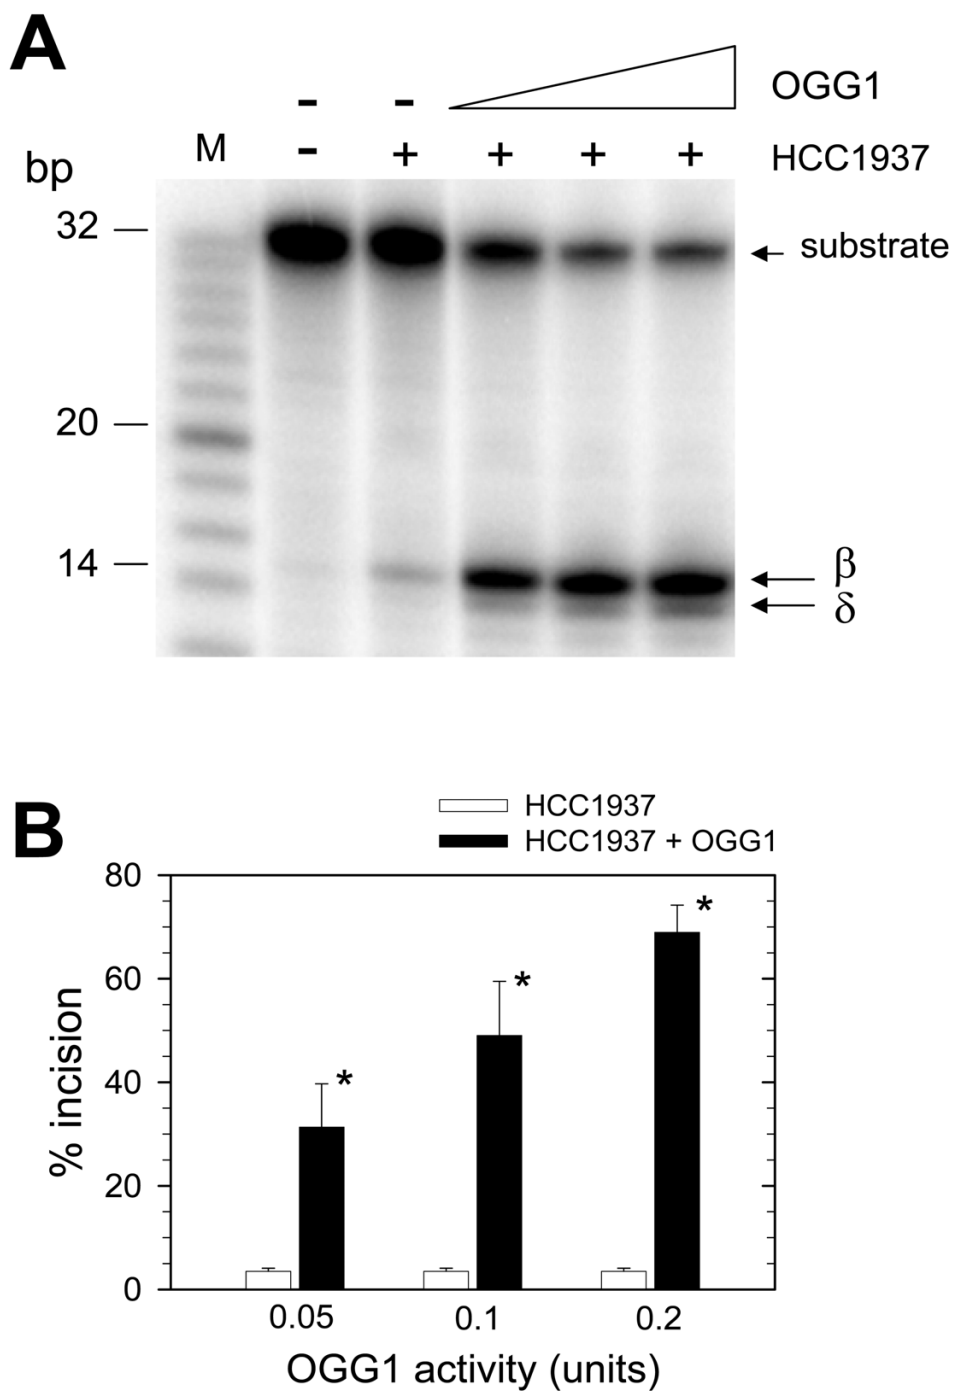 A
- - OGG1
M - + + + + HCC1937
bp
32
substrate
20
14
β
δ
B
HCC1937
HCC1937 + OGG1
80
60
40
20
0
* * *
% incision
0.05 0.1 0.2
OGG1 activity (units)